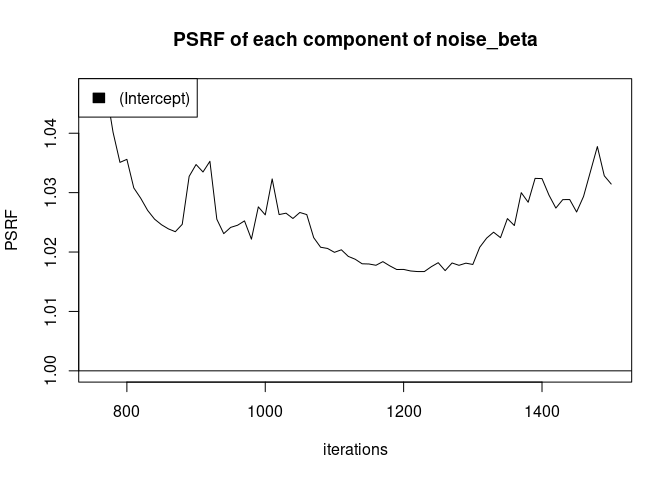 PSRF of each component of noise_beta
(Intercept)
PSRF
1.04
1.03
1.02
1.01
1.00
800 1000 1200 1400
iterations